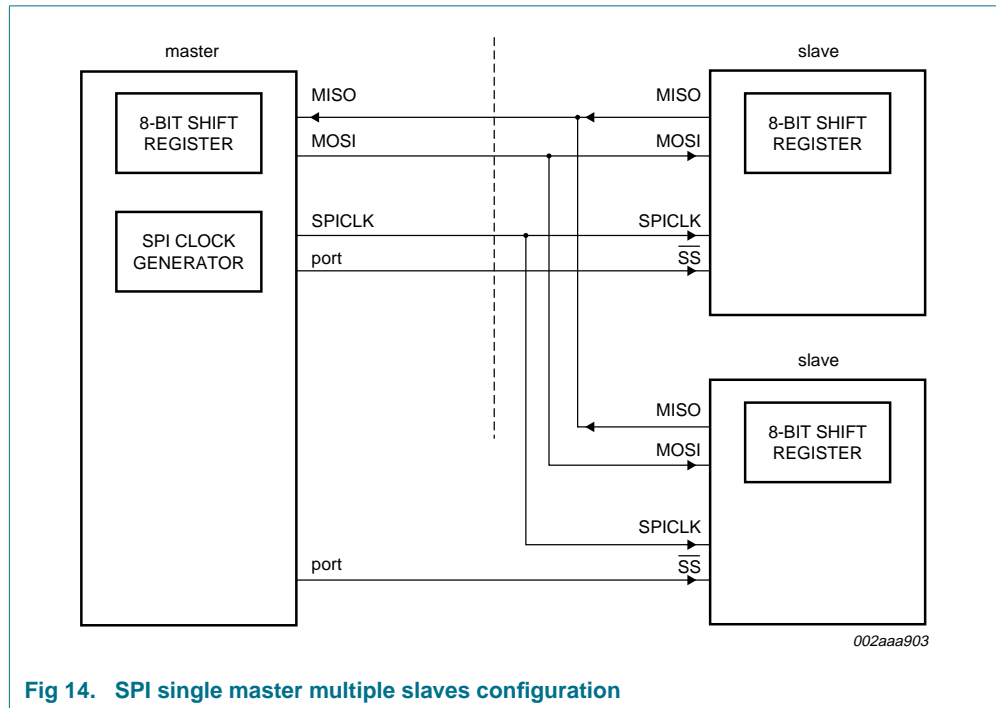 master
slave
MISO
MISO
8-BIT SHIFT
REGISTER
8-BIT SHIFT
REGISTER
MOSI
MOSI
SPICLK
SPICLK
SPI CLOCK
GENERATOR
port
SS
slave
MISO
8-BIT SHIFT
REGISTER
MOSI
SPICLK
port
SS
002aaa903
Fig 14. SPI single master multiple slaves configuration